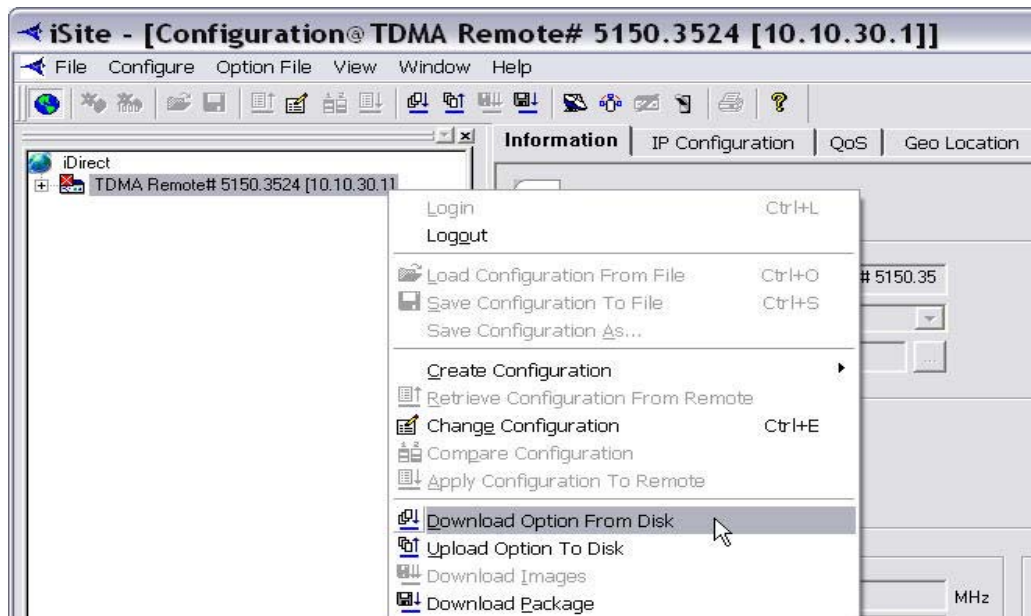 iSite - [Configuration@TDMA Remote# 5150.3524 [10.10.30.1]]
File Configure Option File View Window Help
Information IP Configuration QoS Geo Location
iDirect
TDMA Remote# 5150.3524 [10.10.30.1]
Login Ctrl+L
Logout
Load Configuration From File Ctrl+O
# 5150.35
Save Configuration To File Ctrl+S
Save Configuration As...
...
Create Configuration
Retrieve Configuration From Remote
Change Configuration Ctrl+E
Compare Configuration
Apply Configuration To Remote
Download Option From Disk
Upload Option To Disk
Download Images
Download Package
MHz